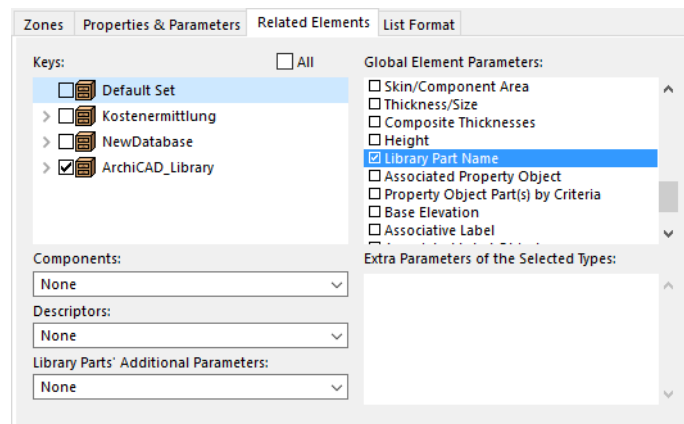 Zones Properties & Parameters Related Elements List Format
Keys:
All
Default Set
Kostenermittlung
NewDatabase
ArchiCAD_Library
Components:
None
Descriptors:
None
Library Parts' Additional Parameters:
None
Global Element Parameters:
Skin/Component Area
Thickness/Size
Composite Thicknesses
Height
Library Part Name
Associated Property Object
Property Object Part(s) by Criteria
Base Elevation
Associative Label
Extra Parameters of the Selected Types: